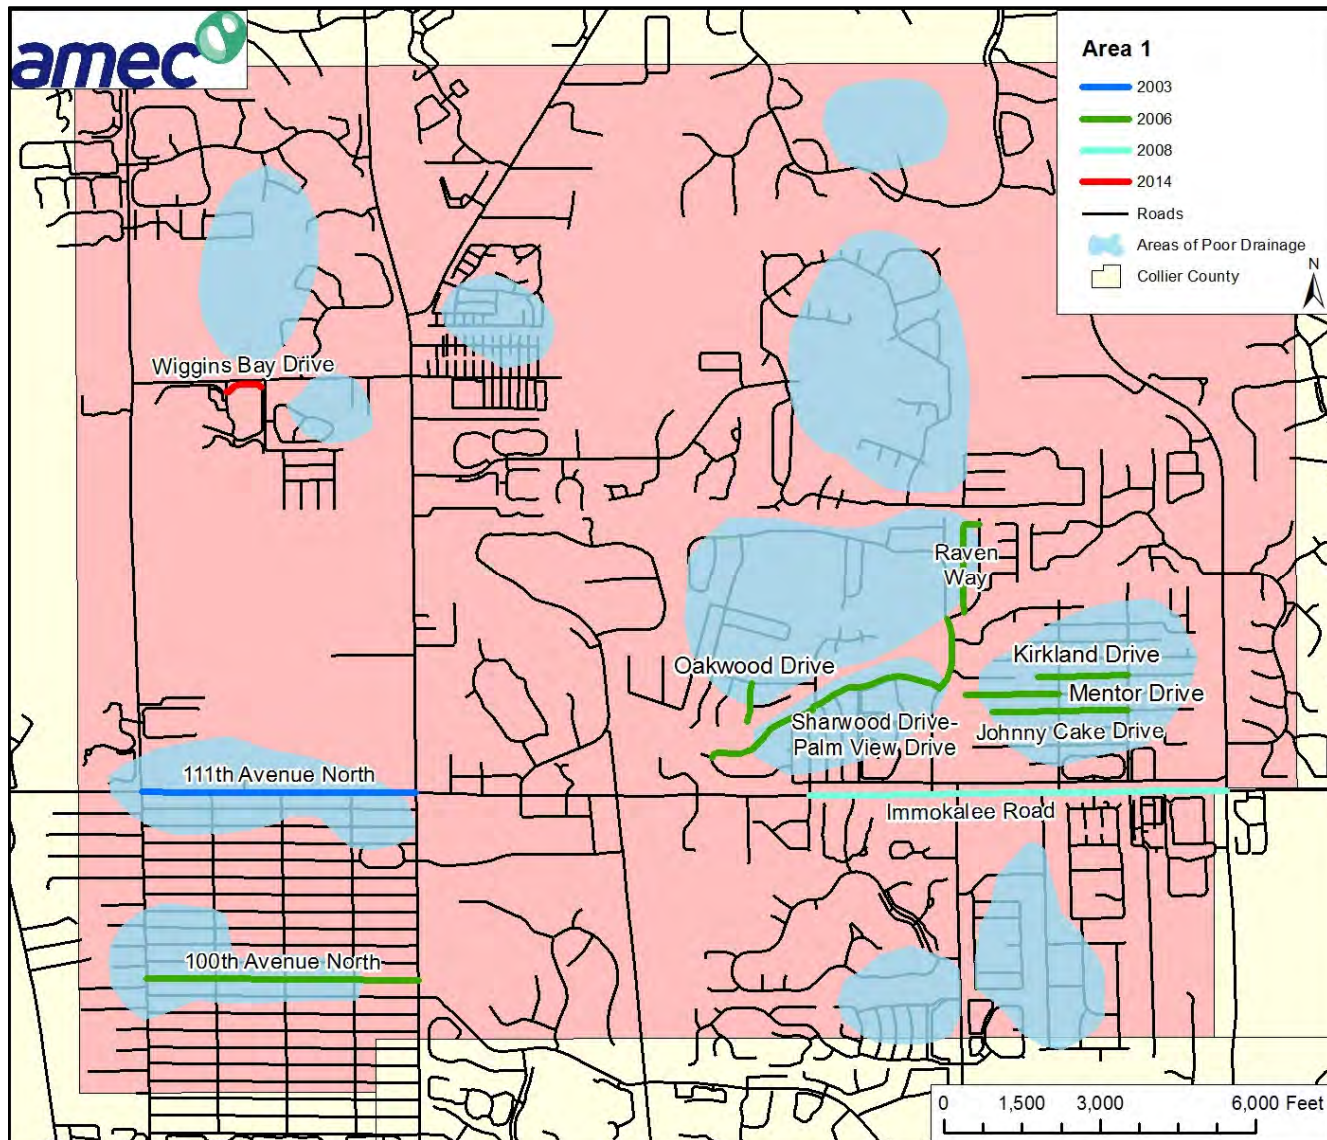 amec
Area 1
2003
2006
2008
2014
Roads
Areas of Poor Drainage
Collier County
N
Wiggins Bay Drive
Raven
Way
Oakwood Drive
Kirkland Drive
Mentor Drive
Sharwood Drive-
Palm View Drive
Johnny Cake Drive
111th Avenue North
Immokalee Road
100th Avenue North
0 1,500 3,000 6,000 Feet